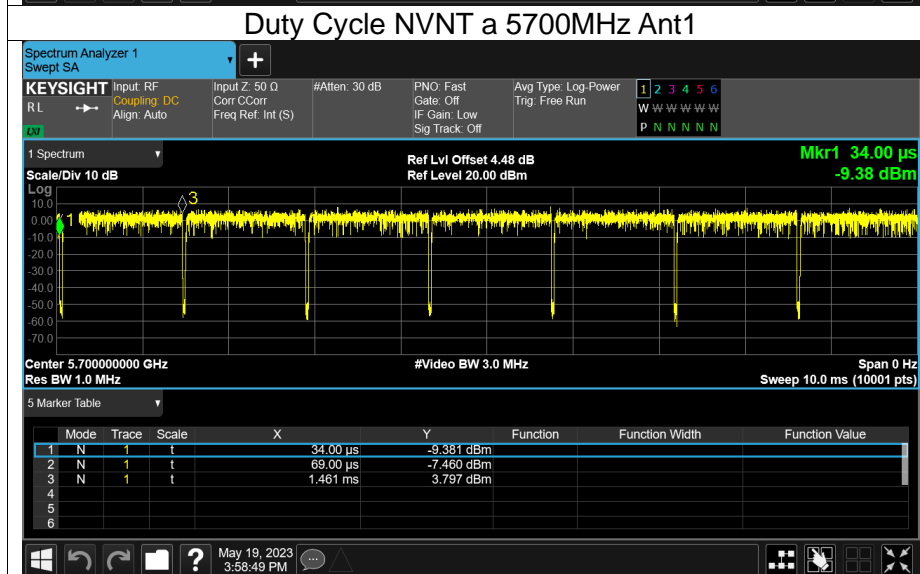 Duty Cycle NVNT a 5700MHz Ant1
Spectrum Analyzer 1
Swept SA
+
KEYSIGHT Input: RF Input Z: 50 Ω #Atten: 30 dB PNO: Fast Avg Type: Log-Power 1 2 3 4 5 6
R L Coupling: DC Corr CCorr Gate: Off Trig: Free Run W W W W W W
Align: Auto Freq Ref: Int (S) IF Gain: Low
LXI Sig Track: Off P N N N N N
1 Spectrum Ref Lvl Offset 4.48 dB Mkr1 34.00 µs
Scale/Div 10 dB Ref Level 20.00 dBm -9.38 dBm
Log
10.0 3
0.00 1
-10.0
-20.0
-30.0
-40.0
-50.0
-60.0
-70.0
Center 5.700000000 GHz #Video BW 3.0 MHz Span 0 Hz
Res BW 1.0 MHz Sweep 10.0 ms (10001 pts)
5 Marker Table
Mode Trace Scale X Y Function Function Width Function Value
1 N 1 t 34.00 µs -9.381 dBm
2 N 1 t 69.00 µs -7.460 dBm
3 N 1 t 1.461 ms 3.797 dBm
4
5
6
? May 19, 2023
3:58:49 PM